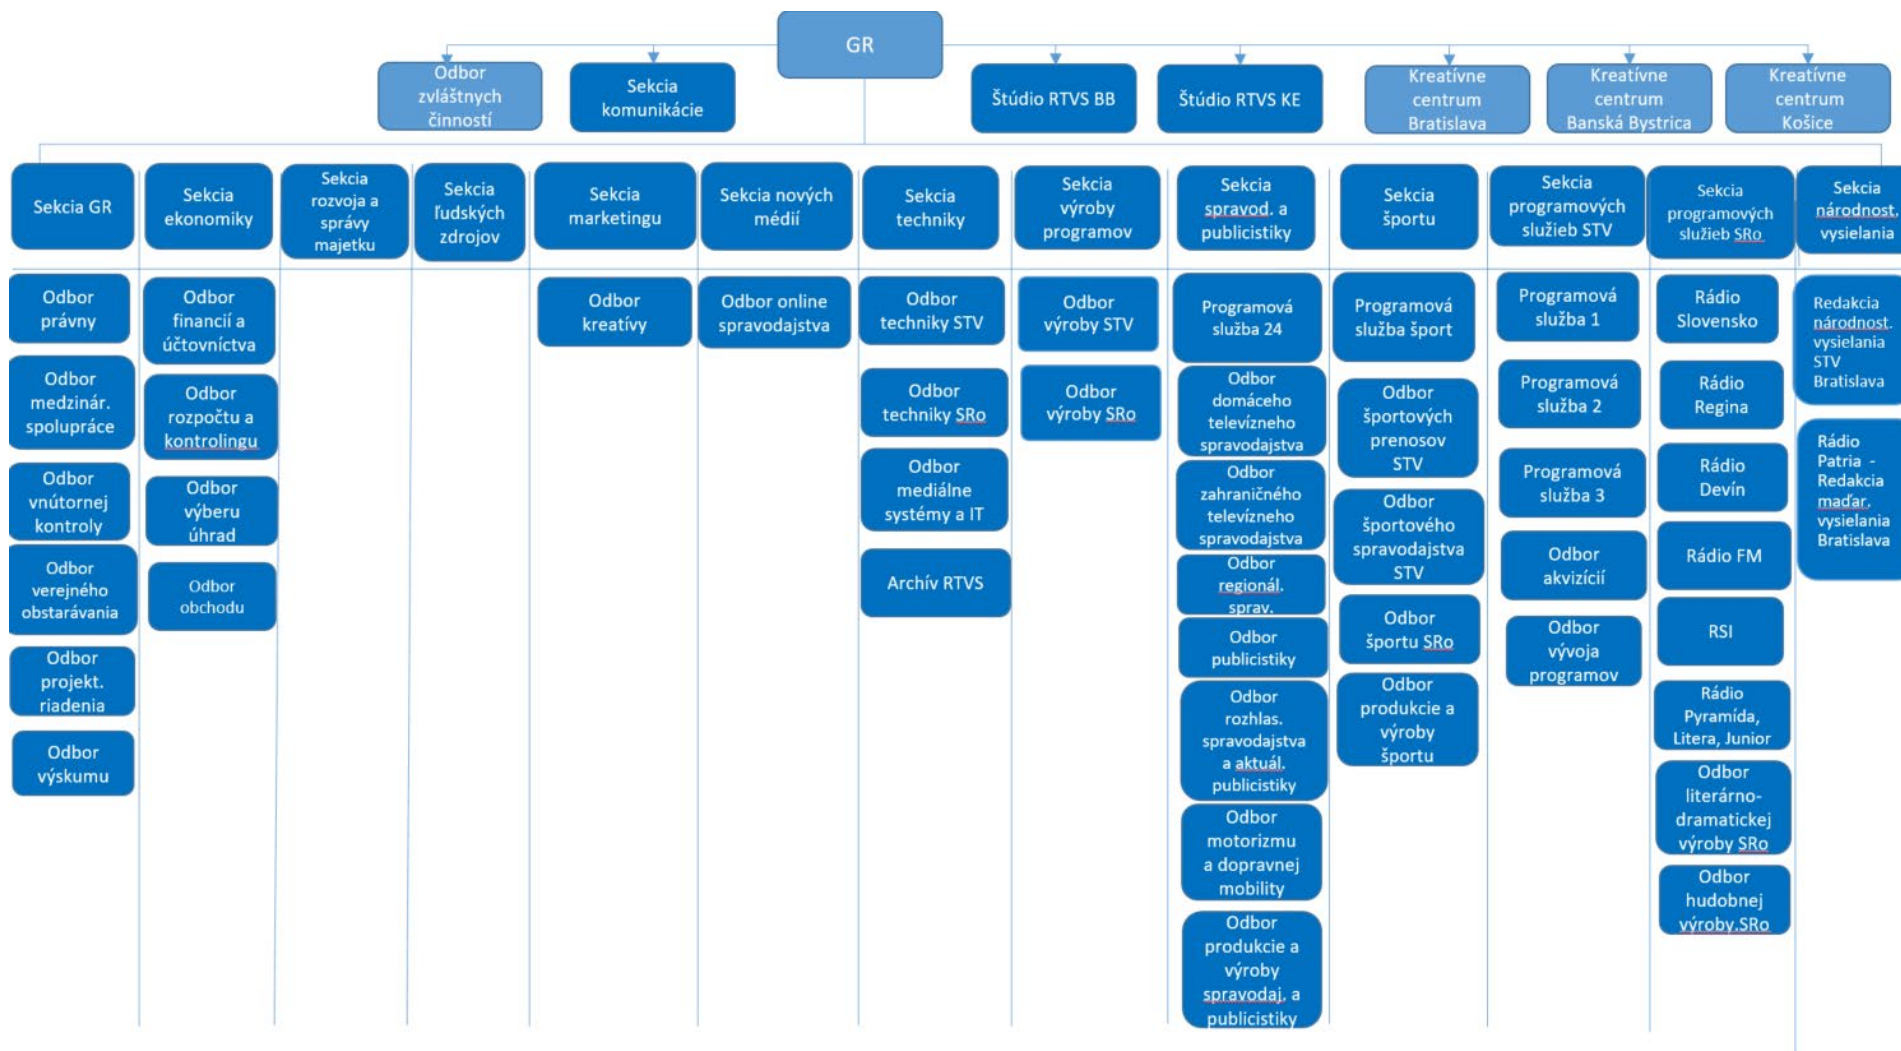 GR
Odbor
zvláštnych
činností
Sekcia
komunikácie
Štúdio RTVS BB
Štúdio RTVS KE
Kreatívne
centrum
Bratislava
Kreatívne
centrum
Banská Bystrica
Kreatívne
centrum
Košice
Sekcia GR
Sekcia
ekonomiky
Sekcia
rozvoja a
správy
majetku
Sekcia
ľudských
zdrojov
Sekcia
marketingu
Sekcia nových
médií
Sekcia
techniky
Sekcia
výroby
programov
Sekcia
spravod. a
publicistiky
Sekcia
športu
Sekcia
programových
služieb STV
Sekcia
programových
služieb SRo
Sekcia
národnost.
vysielania
Odbor
právny
Odbor
medzinár.
spolupráce
Odbor
vnútornej
kontroly
Odbor
verejného
obstarávania
Odbor
projekt.
riadenia
Odbor
výskumu
Odbor
financií a
účtovníctva
Odbor
rozpočtu a
kontrolingu
Odbor
výberu
úhrad
Odbor
obchodu
Odbor
kreatívy
Odbor online
spravodajstva
Odbor
techniky STV
Odbor
techniky SRo
Odbor
mediálne
systémy a IT
Archív RTVS
Odbor
výroby STV
Odbor
výroby SRo
Programová
služba 24
Odbor
domáceho
televízneho
spravodajstva
Odbor
zahraničného
televízneho
spravodajstva
Odbor
regionál.
sprav.
Odbor
publicistiky
Odbor
rozhlas.
spravodajstva
a aktuál.
publicistiky
Odbor
motorizmu
a dopravnej
mobility
Odbor
produkcie a
výroby
spravodaj. a
publicistiky
Programová
služba šport
Odbor
športových
prenosov
STV
Odbor
športového
spravodajstva
STV
Odbor
športu SRo
Odbor
produkcie a
výroby
športu
Programová
služba 1
Programová
služba 2
Programová
služba 3
Odbor
akvizícií
Odbor
vývoja
programov
Rádio
Slovensko
Rádio
Regina
Rádio
Devín
Rádio FM
RSI
Rádio
Pyramída,
Litera, Junior
Odbor
literárno-
dramatickej
výroby SRo
Odbor
hudobnej
výroby.SRo
Redakcia
národnost.
vysielania
STV
Bratislava
Rádio
Patria -
Redakcia
maďar.
vysielania
Bratislava